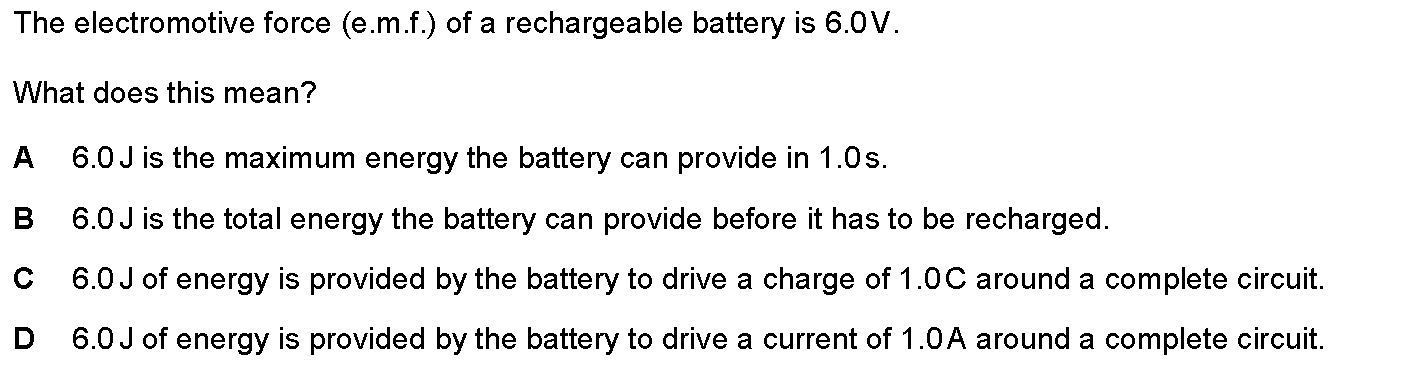 The electromotive force (e.m.f.) of a rechargeable battery is 6.0V.
What does this mean?
A 6.0J is the maximum energy the battery can provide in 1.0s.
B 6.0J is the total energy the battery can provide before it has to be recharged.
C 6.0J of energy is provided by the battery to drive a charge of 1.0C around a complete circuit.
D 6.0J of energy is provided by the battery to drive a current of 1.0A around a complete circuit.